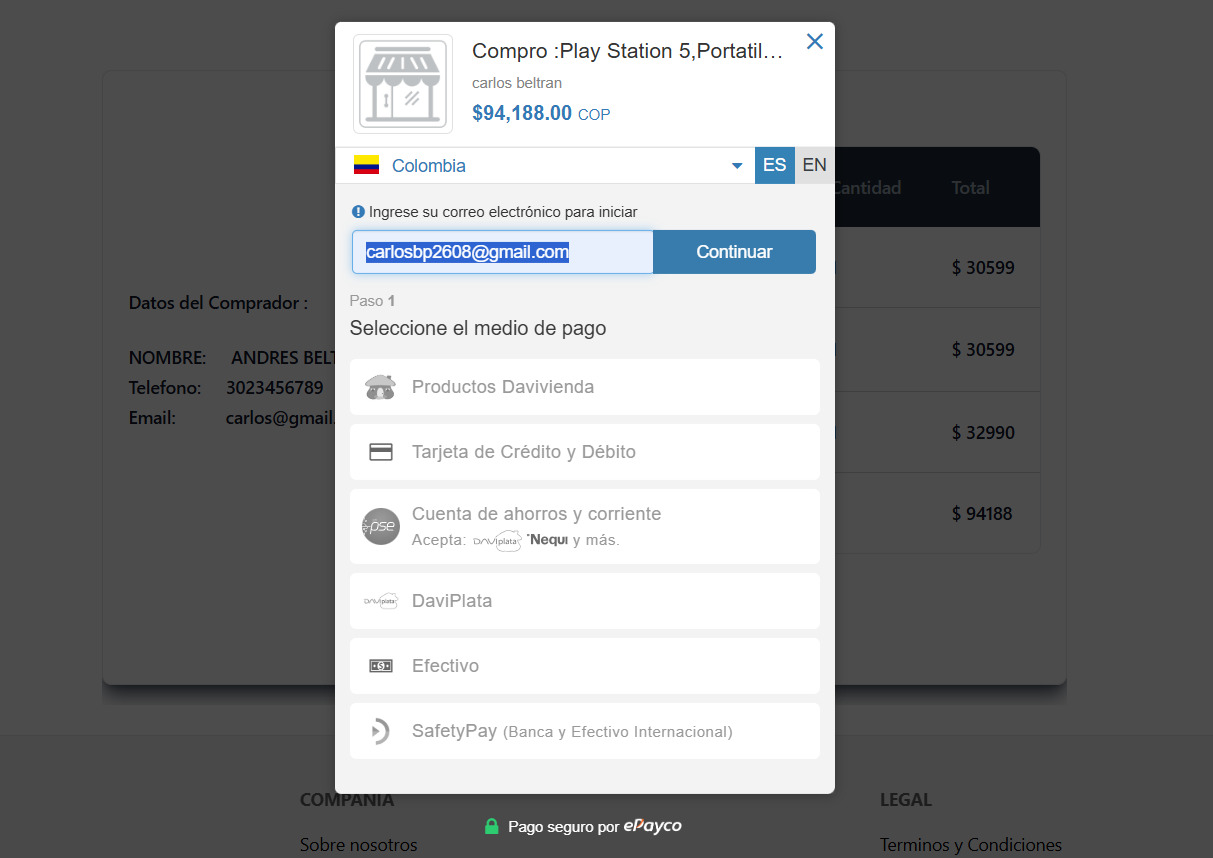 Compro :Play Station 5,Portatil…
carlos beltran
$94,188.00 COP
Colombia
ES EN
Ingrese su correo electrónico para iniciar
carlosbp2608@gmail.com Continuar
Paso 1
Seleccione el medio de pago
Productos Davivienda
Tarjeta de Crédito y Débito
pse
Cuenta de ahorros y corriente
Acepta: DAVIplata Nequi y más.
DAVIplata DaviPlata
Efectivo
SafetyPay (Banca y Efectivo Internacional)
Pago seguro por ePayco
Datos del Comprador :
NOMBRE: ANDRES BELT
Telefono: 3023456789
Email: carlos@gmail.
Cantidad Total
$ 30599
$ 30599
$ 32990
$ 94188
COMPAÑIA
Sobre nosotros
LEGAL
Terminos y Condiciones